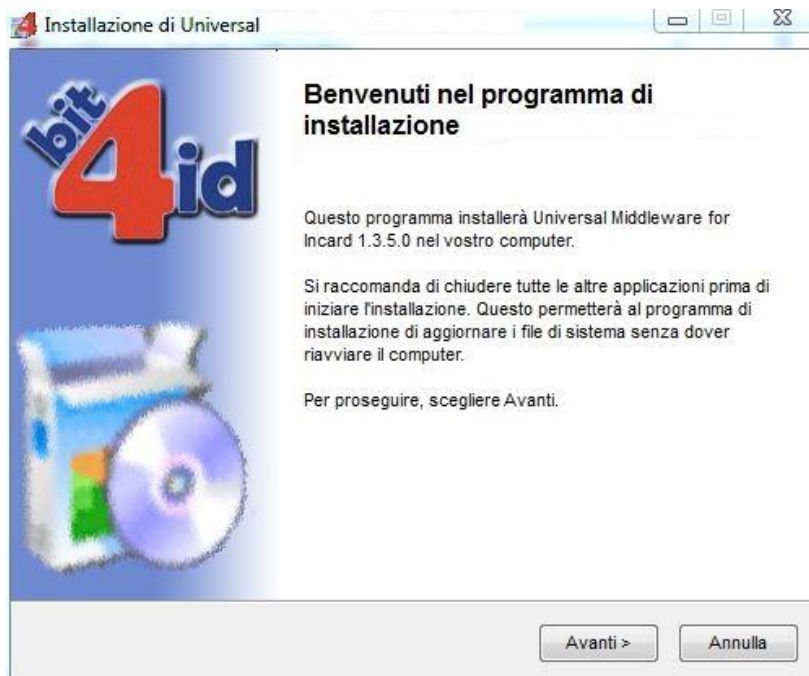 Installazione di Universal
bit
4
id
Benvenuti nel programma di
installazione
Questo programma installerà Universal Middleware for
Incard 1.3.5.0 nel vostro computer.
Si raccomanda di chiudere tutte le altre applicazioni prima di
iniziare l'installazione. Questo permetterà al programma di
installazione di aggiornare i file di sistema senza dover
riavviare il computer.
Per proseguire, scegliere Avanti.
Avanti >
Annulla